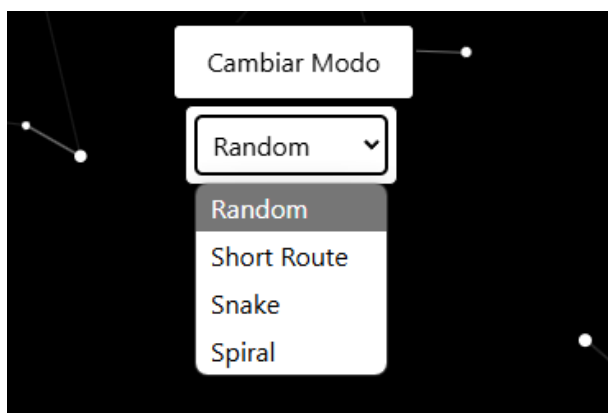 Cambiar Modo
Random
Random
Short Route
Snake
Spiral